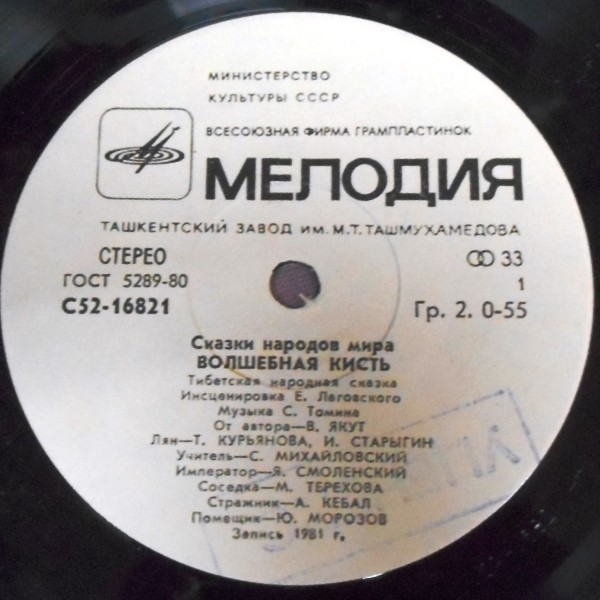 МИНИСТЕРСТВО
КУЛЬТУРЫ СССР
ВСЕСОЮЗНАЯ ФИРМА ГРАМПЛАСТИНОК
МЕЛОДИЯ
ТАШКЕНТСКИЙ ЗАВОД ИМ. М.Т. ТАШМУХАМЕДОВА
СТЕРЕО
ГОСТ 5289-80
С52-16821
33
1
Гр. 2. 0-55
Сказки народов мира
ВОЛШЕБНАЯ КИСТЬ
Тибетская народная сказка
Инсценировка Е. Лаговского
Музыка С. Томина
От автора—В. ЯКУТ
Лян—Т. КУРЬЯНОВА, И. СТАРЫГИН
Учитель—С. МИХАЙЛОВСКИЙ
Император—Я. СМОЛЕНСКИЙ
Соседка—М. ТЕРЕХОВА
Стражник—А. КЕБАЛ
Помещик—Ю. МОРОЗОВ
Запись 1981 г.